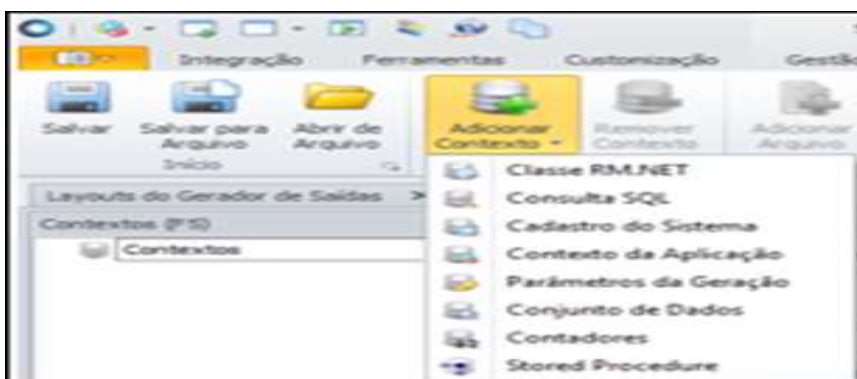 Integração Ferramentas Customização Gestão
Salvar
Salvar para Arquivo
Abrir de Arquivo
Adicionar Contexto
Remover Contexto
Adicionar Arquivo
Início
Layouts do Gerador de Saídas
Contextos (F5)
Contextos
Classe RM.NET
Consulta SQL
Cadastro do Sistema
Contexto da Aplicação
Parâmetros da Geração
Conjunto de Dados
Contadores
Stored Procedure